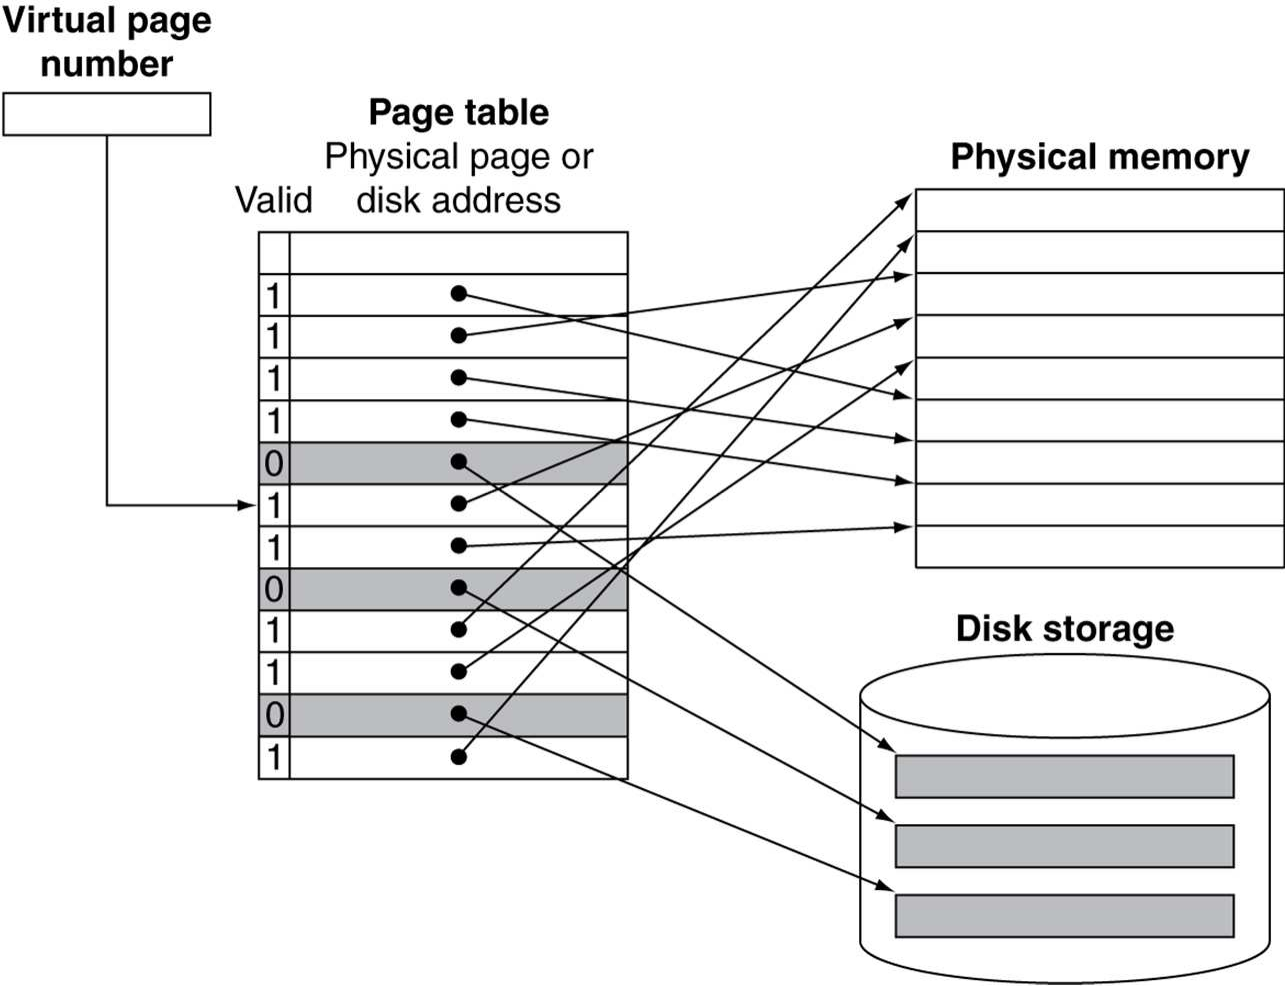 Virtual page
number
Page table
Physical page or
Valid disk address
1
1
1
1
0
1
1
0
1
1
0
1
Physical memory
Disk storage